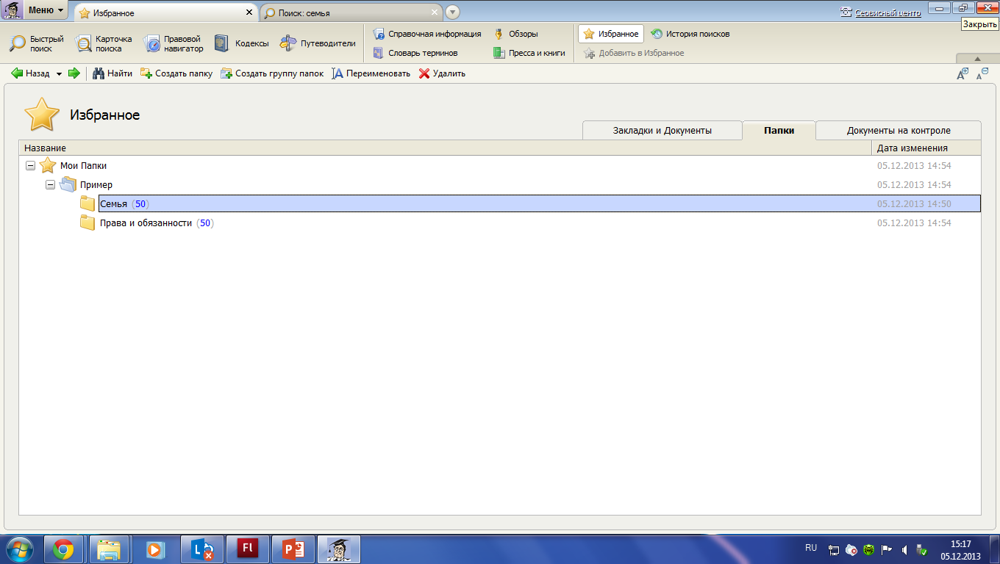 Меню
Избранное
Поиск: семья
Сервисный центр
Закрыть
Быстрый поиск
Карточка поиска
Правовой навигатор
Кодексы
Путеводители
Справочная информация
Словарь терминов
Обзоры
Пресса и книги
Избранное
История поисков
Добавить в Избранное
Назад
Найти
Создать папку
Создать группу папок
Переименовать
Удалить
Избранное
Закладки и Документы
Папки
Документы на контроле
Название
Дата изменения
Мои Папки
05.12.2013 14:54
Пример
05.12.2013 14:54
Семья (50)
05.12.2013 14:50
Права и обязанности (50)
05.12.2013 14:54
RU
15:17
05.12.2013